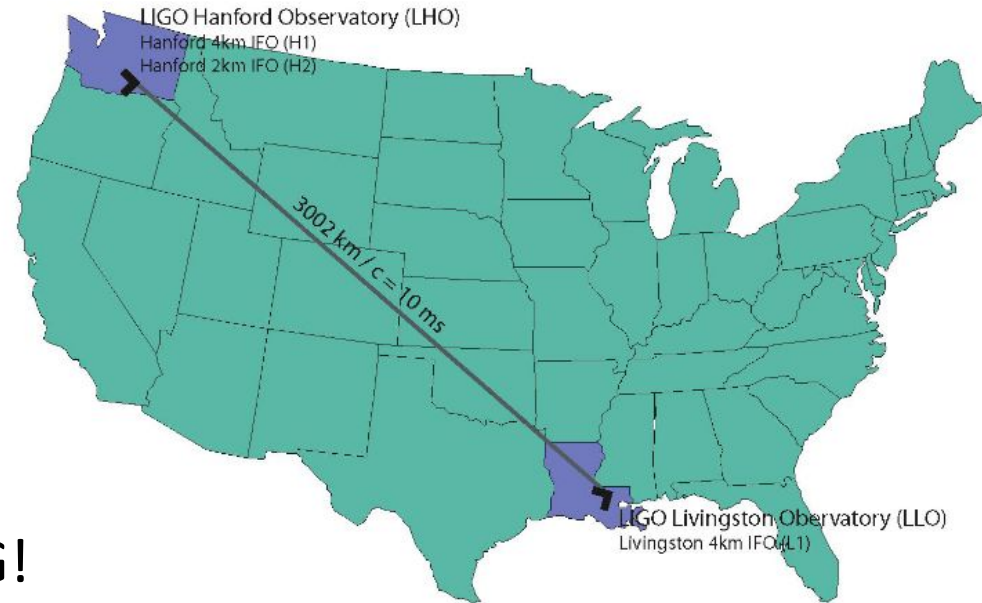 LIGO Hanford Observatory (LHO)
Hanford 4km IFO (H1)
Hanford 2km IFO (H2)
3002 km / c = 10 ms
LIGO Livingston Obervatory (LLO)
Livingston 4km IFO (L1)
G!